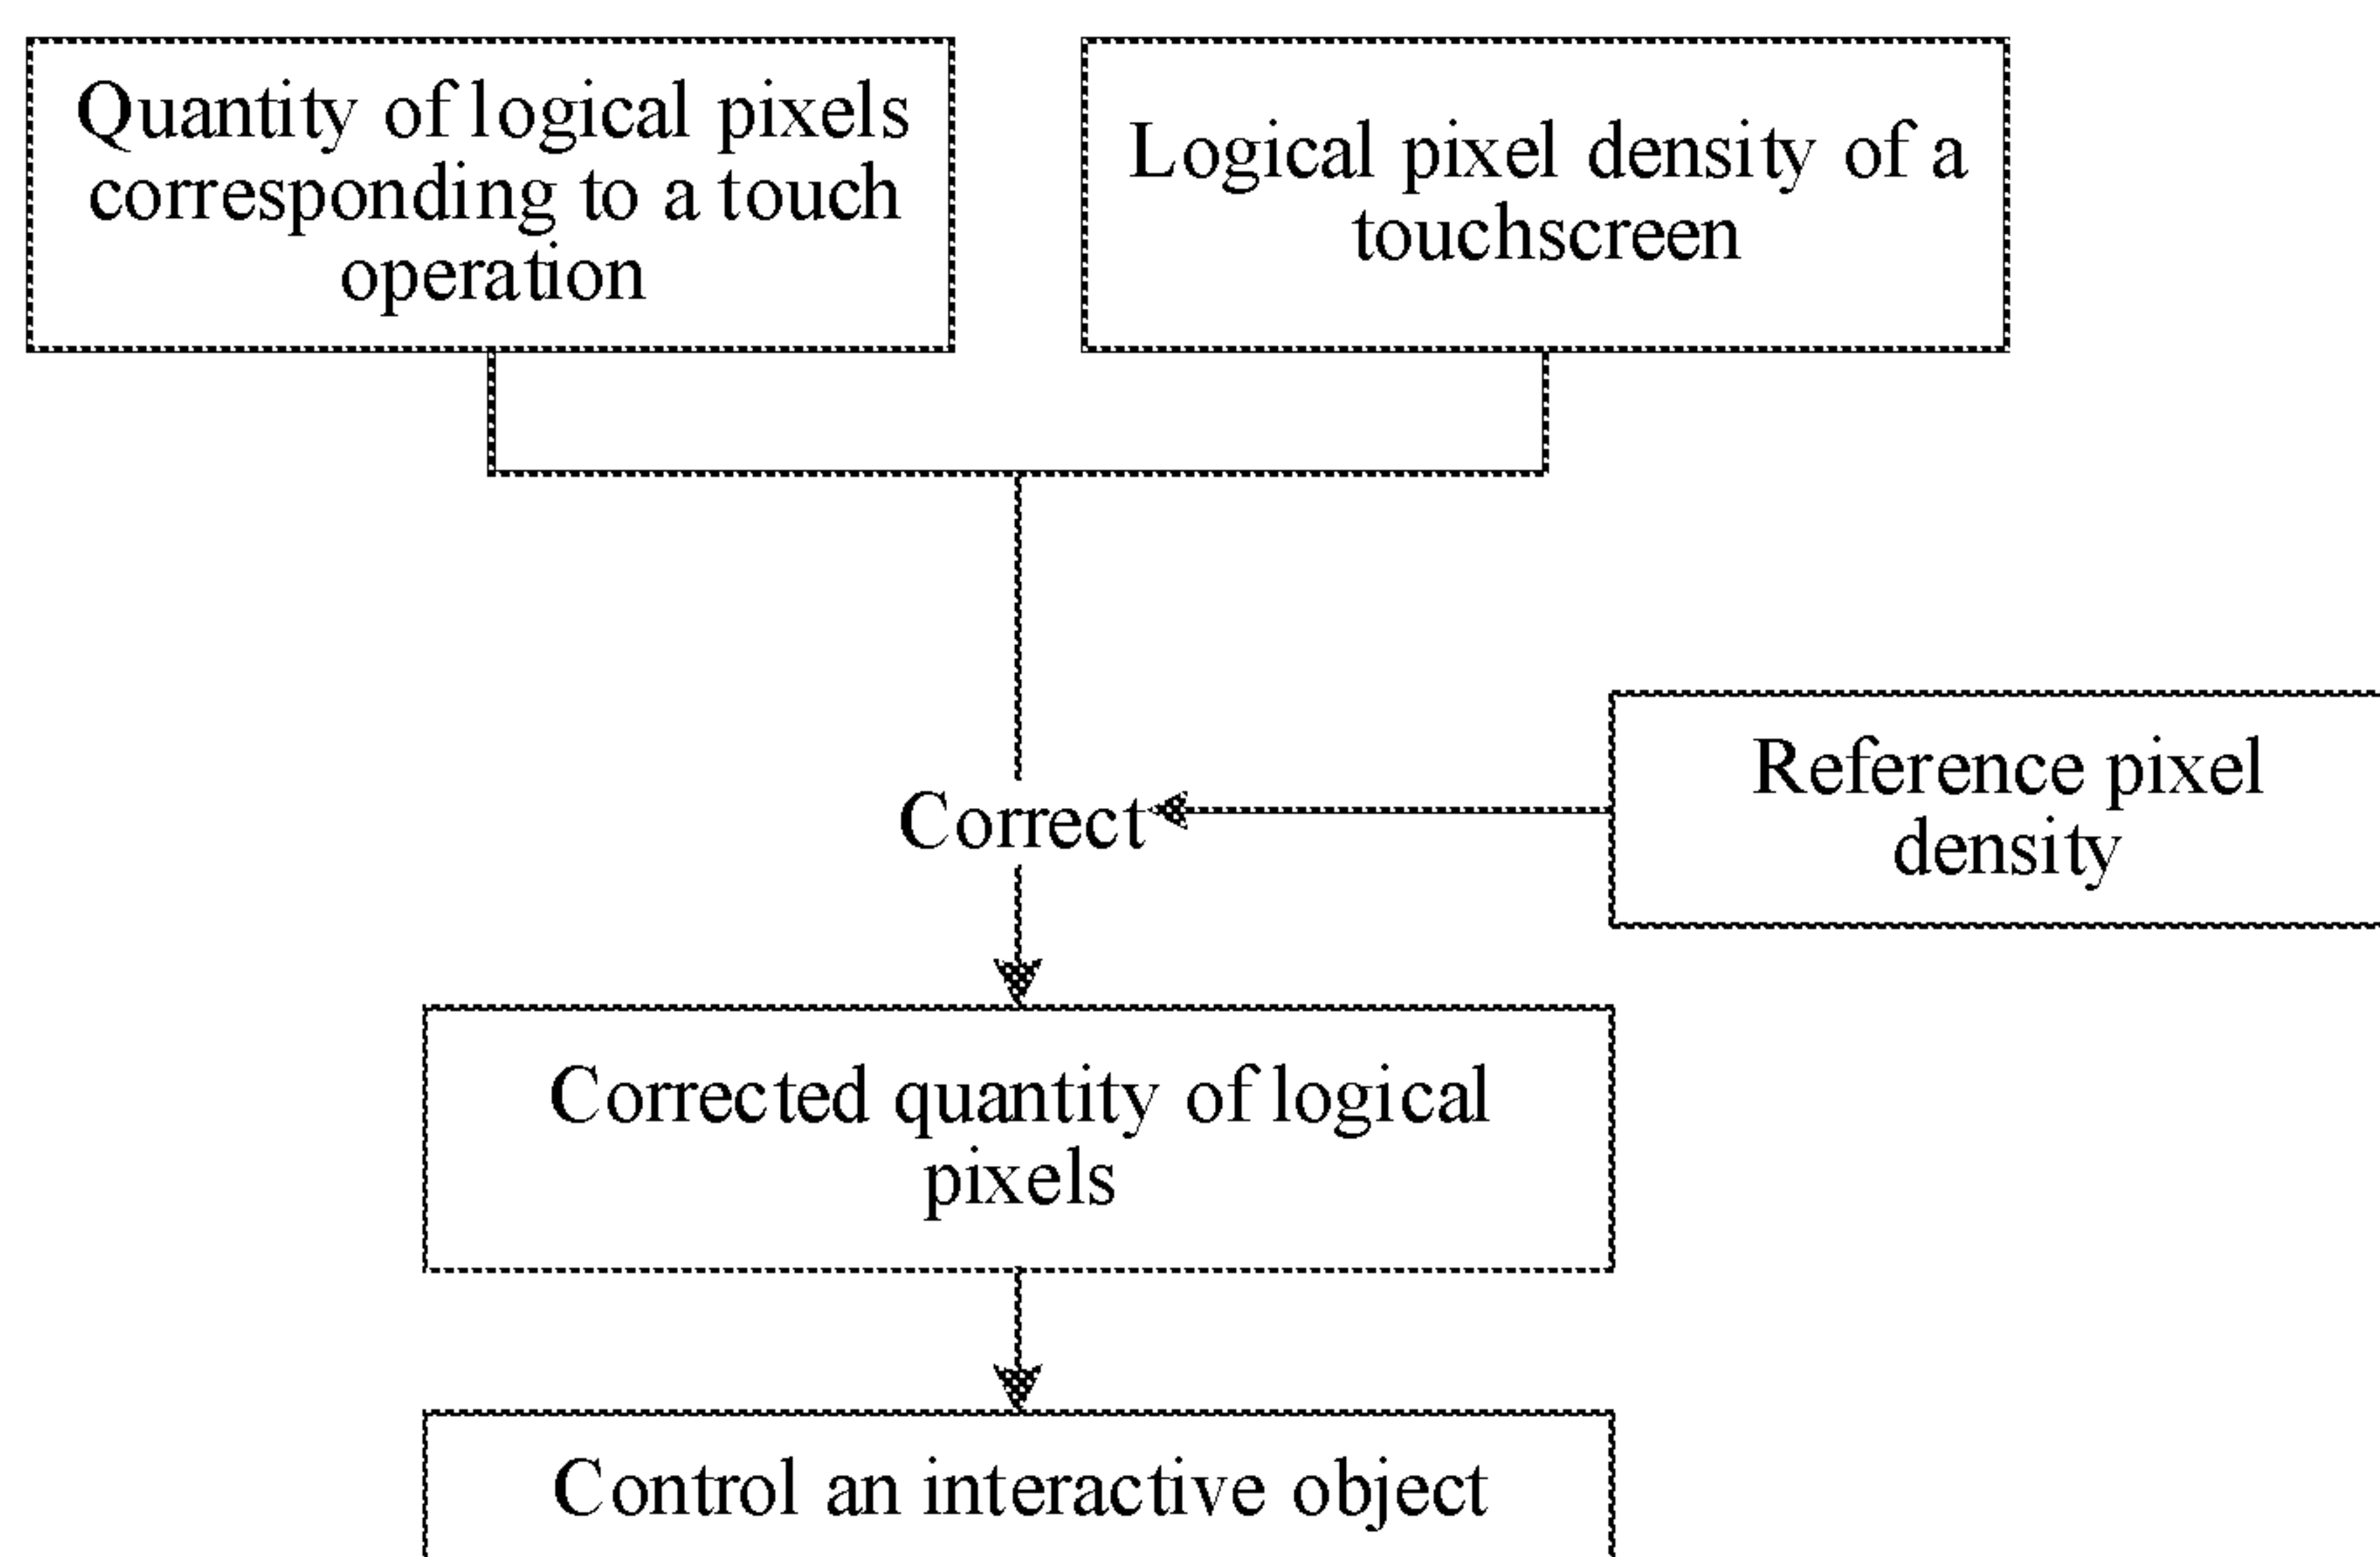 Quantity of logical pixels
corresponding to a touch
operation
Logical pixel density of a
touchscreen
Reference pixel
density
Correct
Corrected quantity of logical
pixels
Control an interactive object